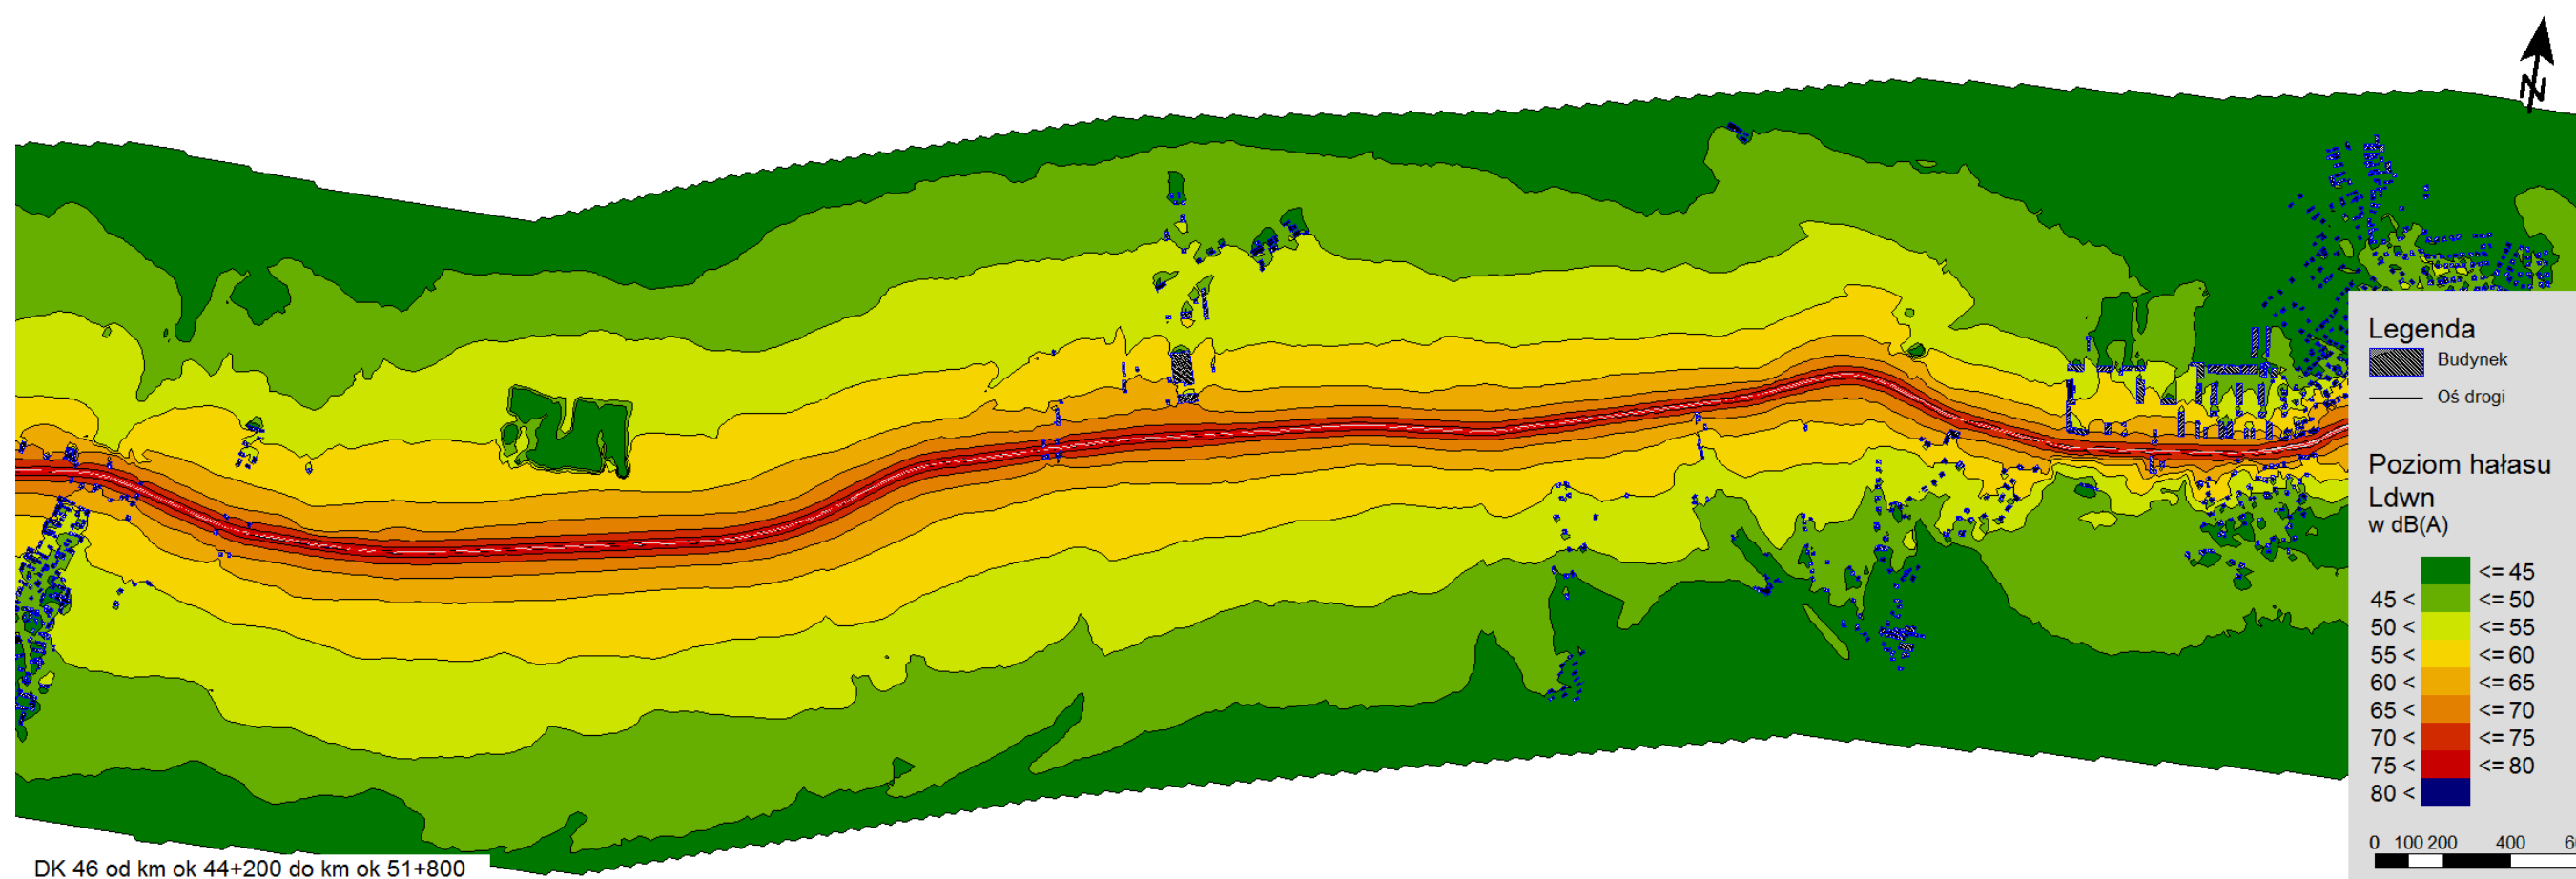 N
Legenda
Budynek
Oś drogi
Poziom hałasu
Ldwn
w dB(A)
<= 45
45 < <= 50
50 < <= 55
55 < <= 60
60 < <= 65
65 < <= 70
70 < <= 75
75 < <= 80
80 <
0 100 200 400
DK 46 od km ok 44+200 do km ok 51+800